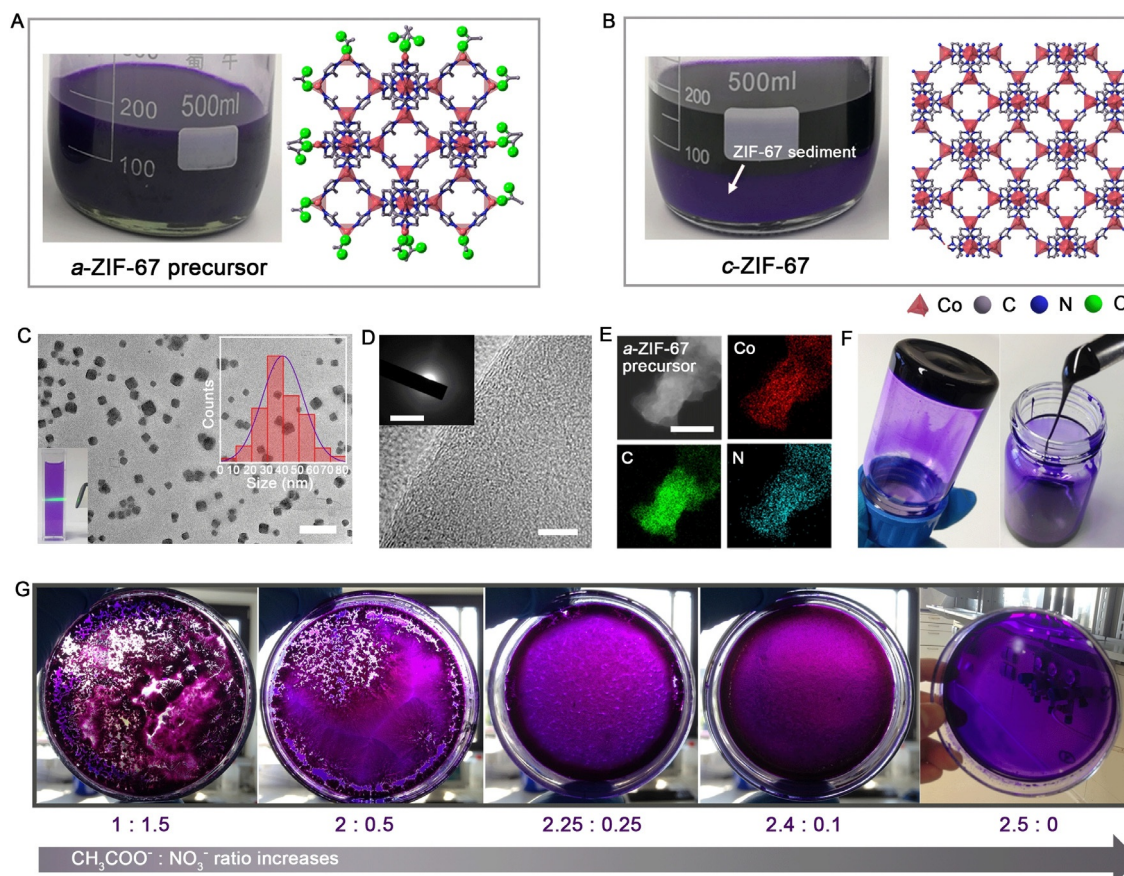 A
葡 牛
200
500ml
100
a-ZIF-67 precursor
B
200
500ml
100
ZIF-67 sediment
c-ZIF-67
Co C N O
C
Counts
0 10 20 30 40 50 60 70 80
Size (nm)
D
E
a-ZIF-67
precursor
Co
C
N
F
G
1 : 1.5
2 : 0.5
2.25 : 0.25
2.4 : 0.1
2.5 : 0
CH₃COO⁻ : NO₃⁻ ratio increases